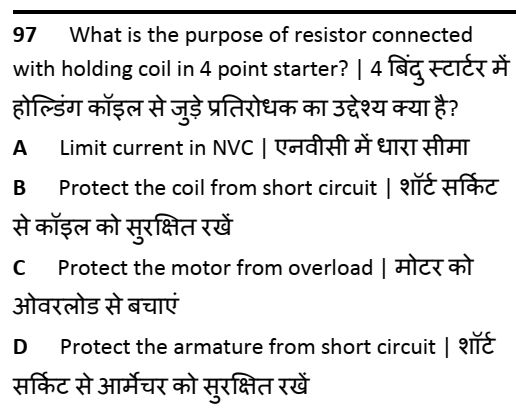 97 What is the purpose of resistor connected
with holding coil in 4 point starter? | 4 बिंदु स्टार्टर में
होल्डिंग कॉइल से जुड़े प्रतिरोधक का उद्देश्य क्या है?
A Limit current in NVC | एनवीसी में धारा सीमा
B Protect the coil from short circuit | शॉर्ट सर्किट
से कॉइल को सुरक्षित रखें
C Protect the motor from overload | मोटर को
ओवरलोड से बचाएं
D Protect the armature from short circuit | शॉर्ट
सर्किट से आर्मेचर को सुरक्षित रखें